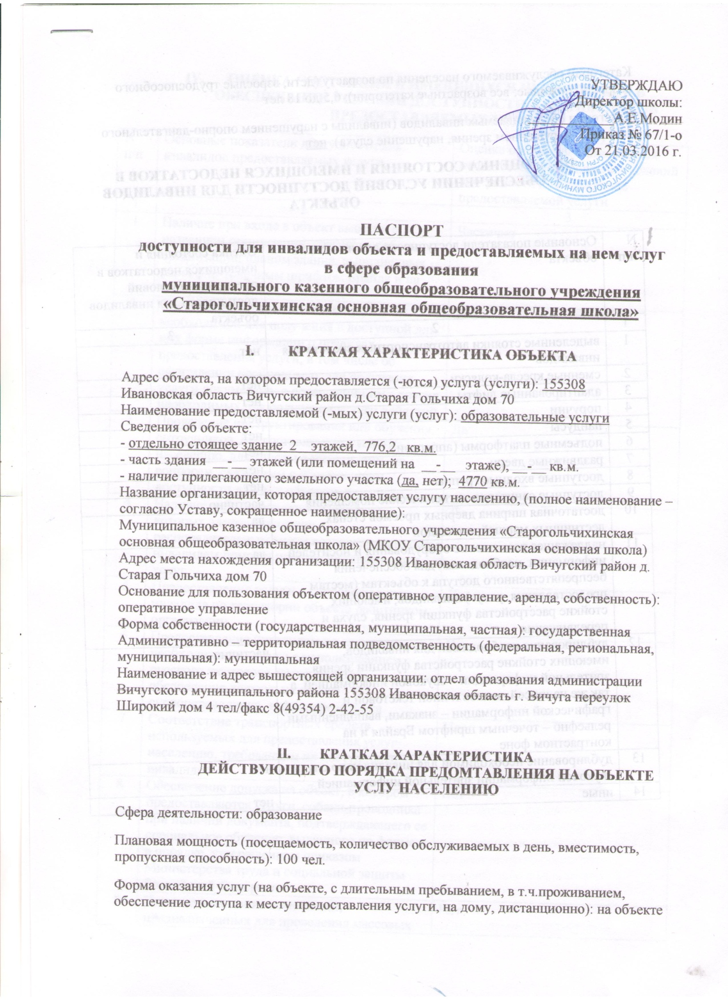 УТВЕРЖДАЮ
Директор школы:
А.Е.Модин
Приказ № 67/1-о
От 21.03.2016 г.
ПАСПОРТ
доступности для инвалидов объекта и предоставляемых на нем услуг
в сфере образования
муниципального казенного общеобразовательного учреждения
«Старогольчихинская основная общеобразовательная школа»
I. КРАТКАЯ ХАРАКТЕРИСТИКА ОБЪЕКТА
Адрес объекта, на котором предоставляется (-ются) услуга (услуги): 155308
Ивановская область Вичугский район д.Старая Гольчиха дом 70
Наименование предоставляемой (-мых) услуги (услуг): образовательные услуги
Сведения об объекте:
- отдельно стоящее здание 2 этажей, 776,2 кв.м.
- часть здания __-__ этажей (или помещений на __-__ этаже), __-__ кв.м.
- наличие прилегающего земельного участка (да, нет); 4770 кв.м.
Название организации, которая предоставляет услугу населению, (полное наименование –
согласно Уставу, сокращенное наименование):
Муниципальное казенное общеобразовательного учреждения «Старогольчихинская
основная общеобразовательная школа» (МКОУ Старогольчихинская основная школа)
Адрес места нахождения организации: 155308 Ивановская область Вичугский район д.
Старая Гольчиха дом 70
Основание для пользования объектом (оперативное управление, аренда, собственность):
оперативное управление
Форма собственности (государственная, муниципальная, частная): государственная
Административно – территориальная подведомственность (федеральная, региональная,
муниципальная): муниципальная
Наименование и адрес вышестоящей организации: отдел образования администрации
Вичугского муниципального района 155308 Ивановская область г. Вичуга переулок
Широкий дом 4 тел/факс 8(49354) 2-42-55
II. КРАТКАЯ ХАРАКТЕРИСТИКА
ДЕЙСТВУЮЩЕГО ПОРЯДКА ПРЕДОМТАВЛЕНИЯ НА ОБЪЕКТЕ
УСЛУ НАСЕЛЕНИЮ
Сфера деятельности: образование
Плановая мощность (посещаемость, количество обслуживаемых в день, вместимость,
пропускная способность): 100 чел.
Форма оказания услуг (на объекте, с длительным пребыванием, в т.ч.проживанием,
обеспечение доступа к месту предоставления услуги, на дому, дистанционно): на объекте